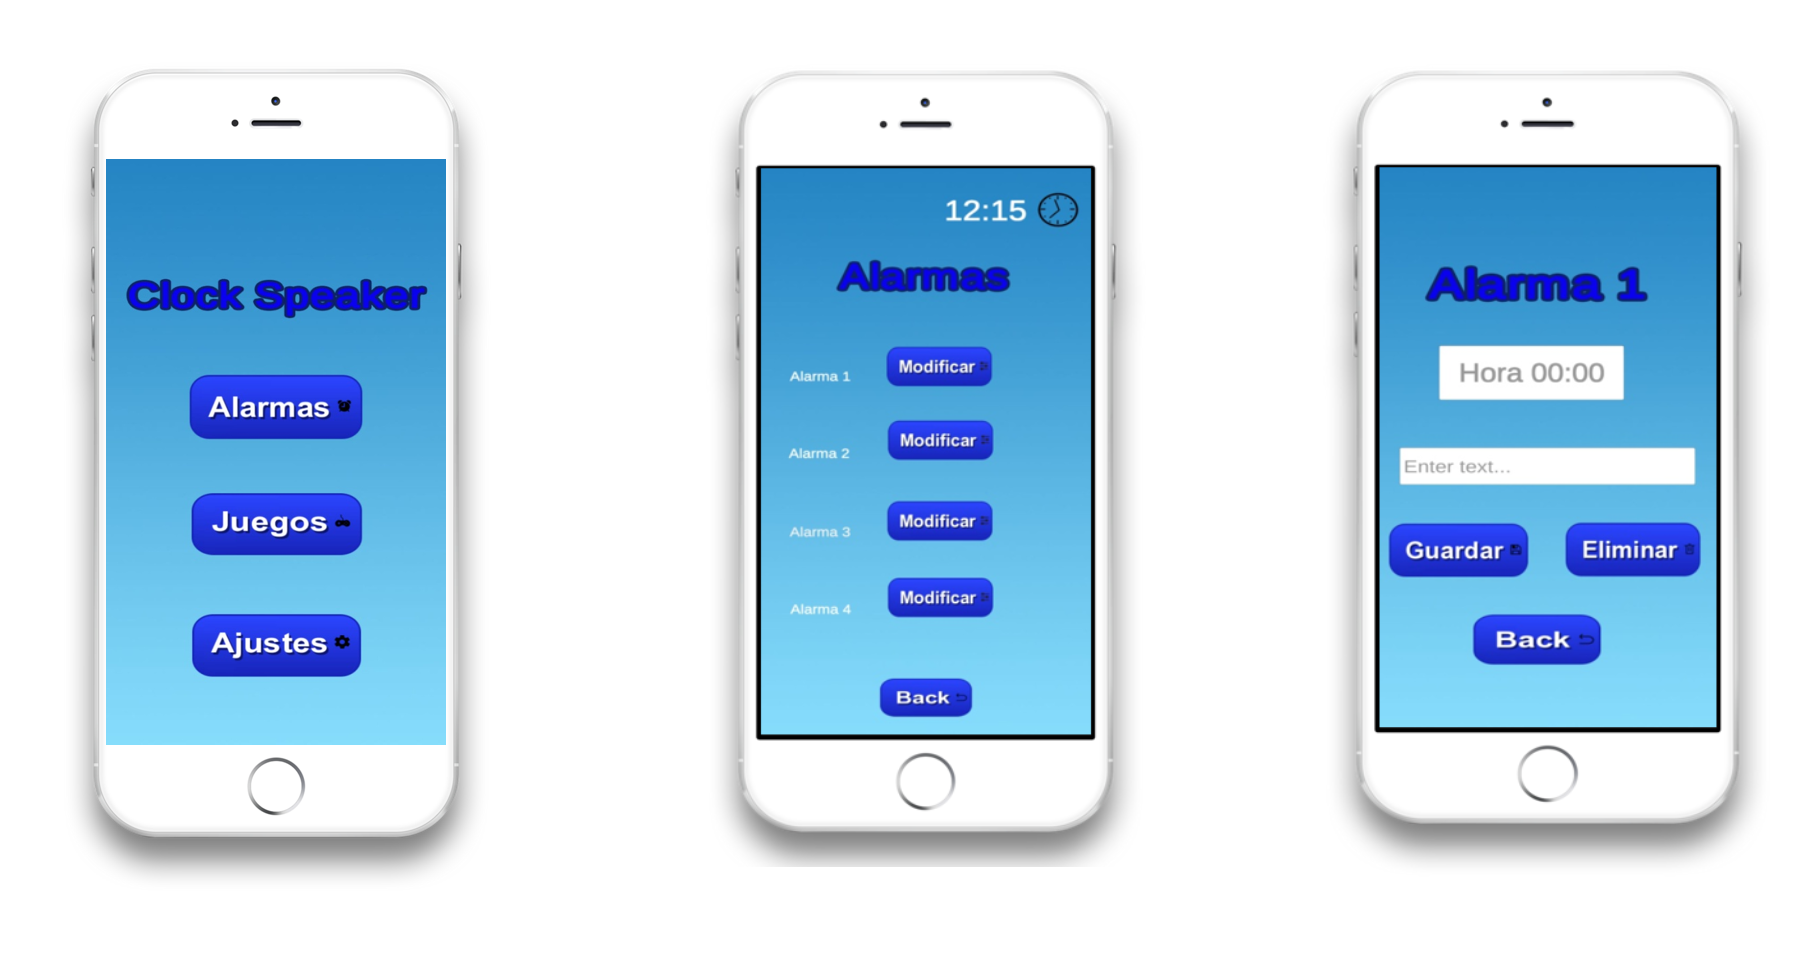 Clock Speaker
Alarmas
Juegos
Ajustes
12:15
Alarmas
Alarma 1 Modificar
Alarma 2 Modificar
Alarma 3 Modificar
Alarma 4 Modificar
Back
Alarma 1
Hora 00:00
Enter text...
Guardar Eliminar
Back